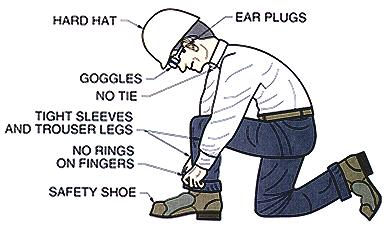 HARD HAT
EAR PLUGS
GOGGLES
NO TIE
TIGHT SLEEVES
AND TROUSER LEGS
NO RINGS
ON FINGERS
SAFETY SHOE